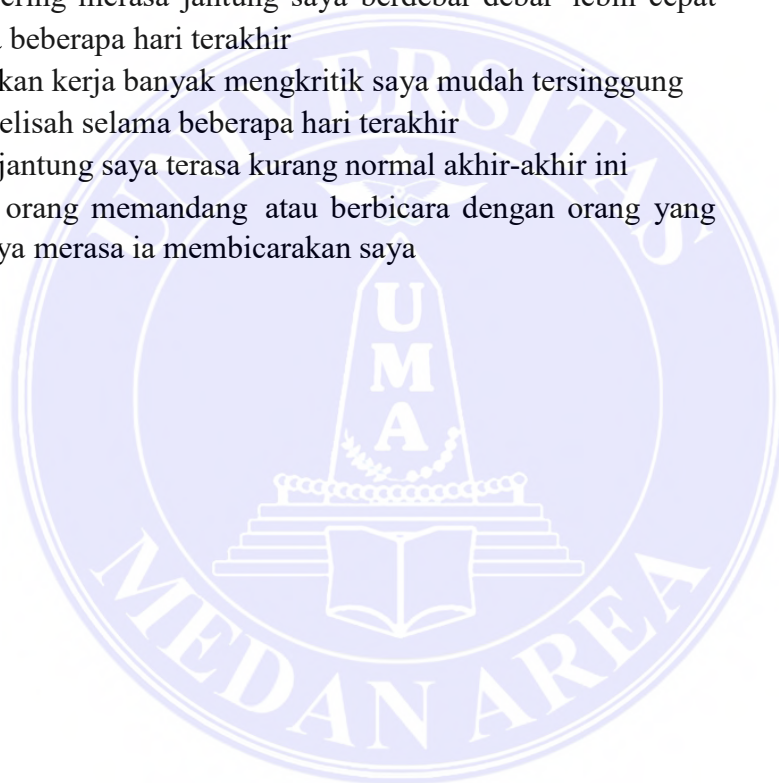 ering merasa jantung saya berdebar-debar lebih cepat
a beberapa hari terakhir
kan kerja banyak mengkritik saya mudah tersinggung
elisah selama beberapa hari terakhir
jantung saya terasa kurang normal akhir-akhir ini
orang memandang atau berbicara dengan orang yang
ya merasa ia membicarakan saya
UNIVERSITAS
U
M
A
MEDAN AREA